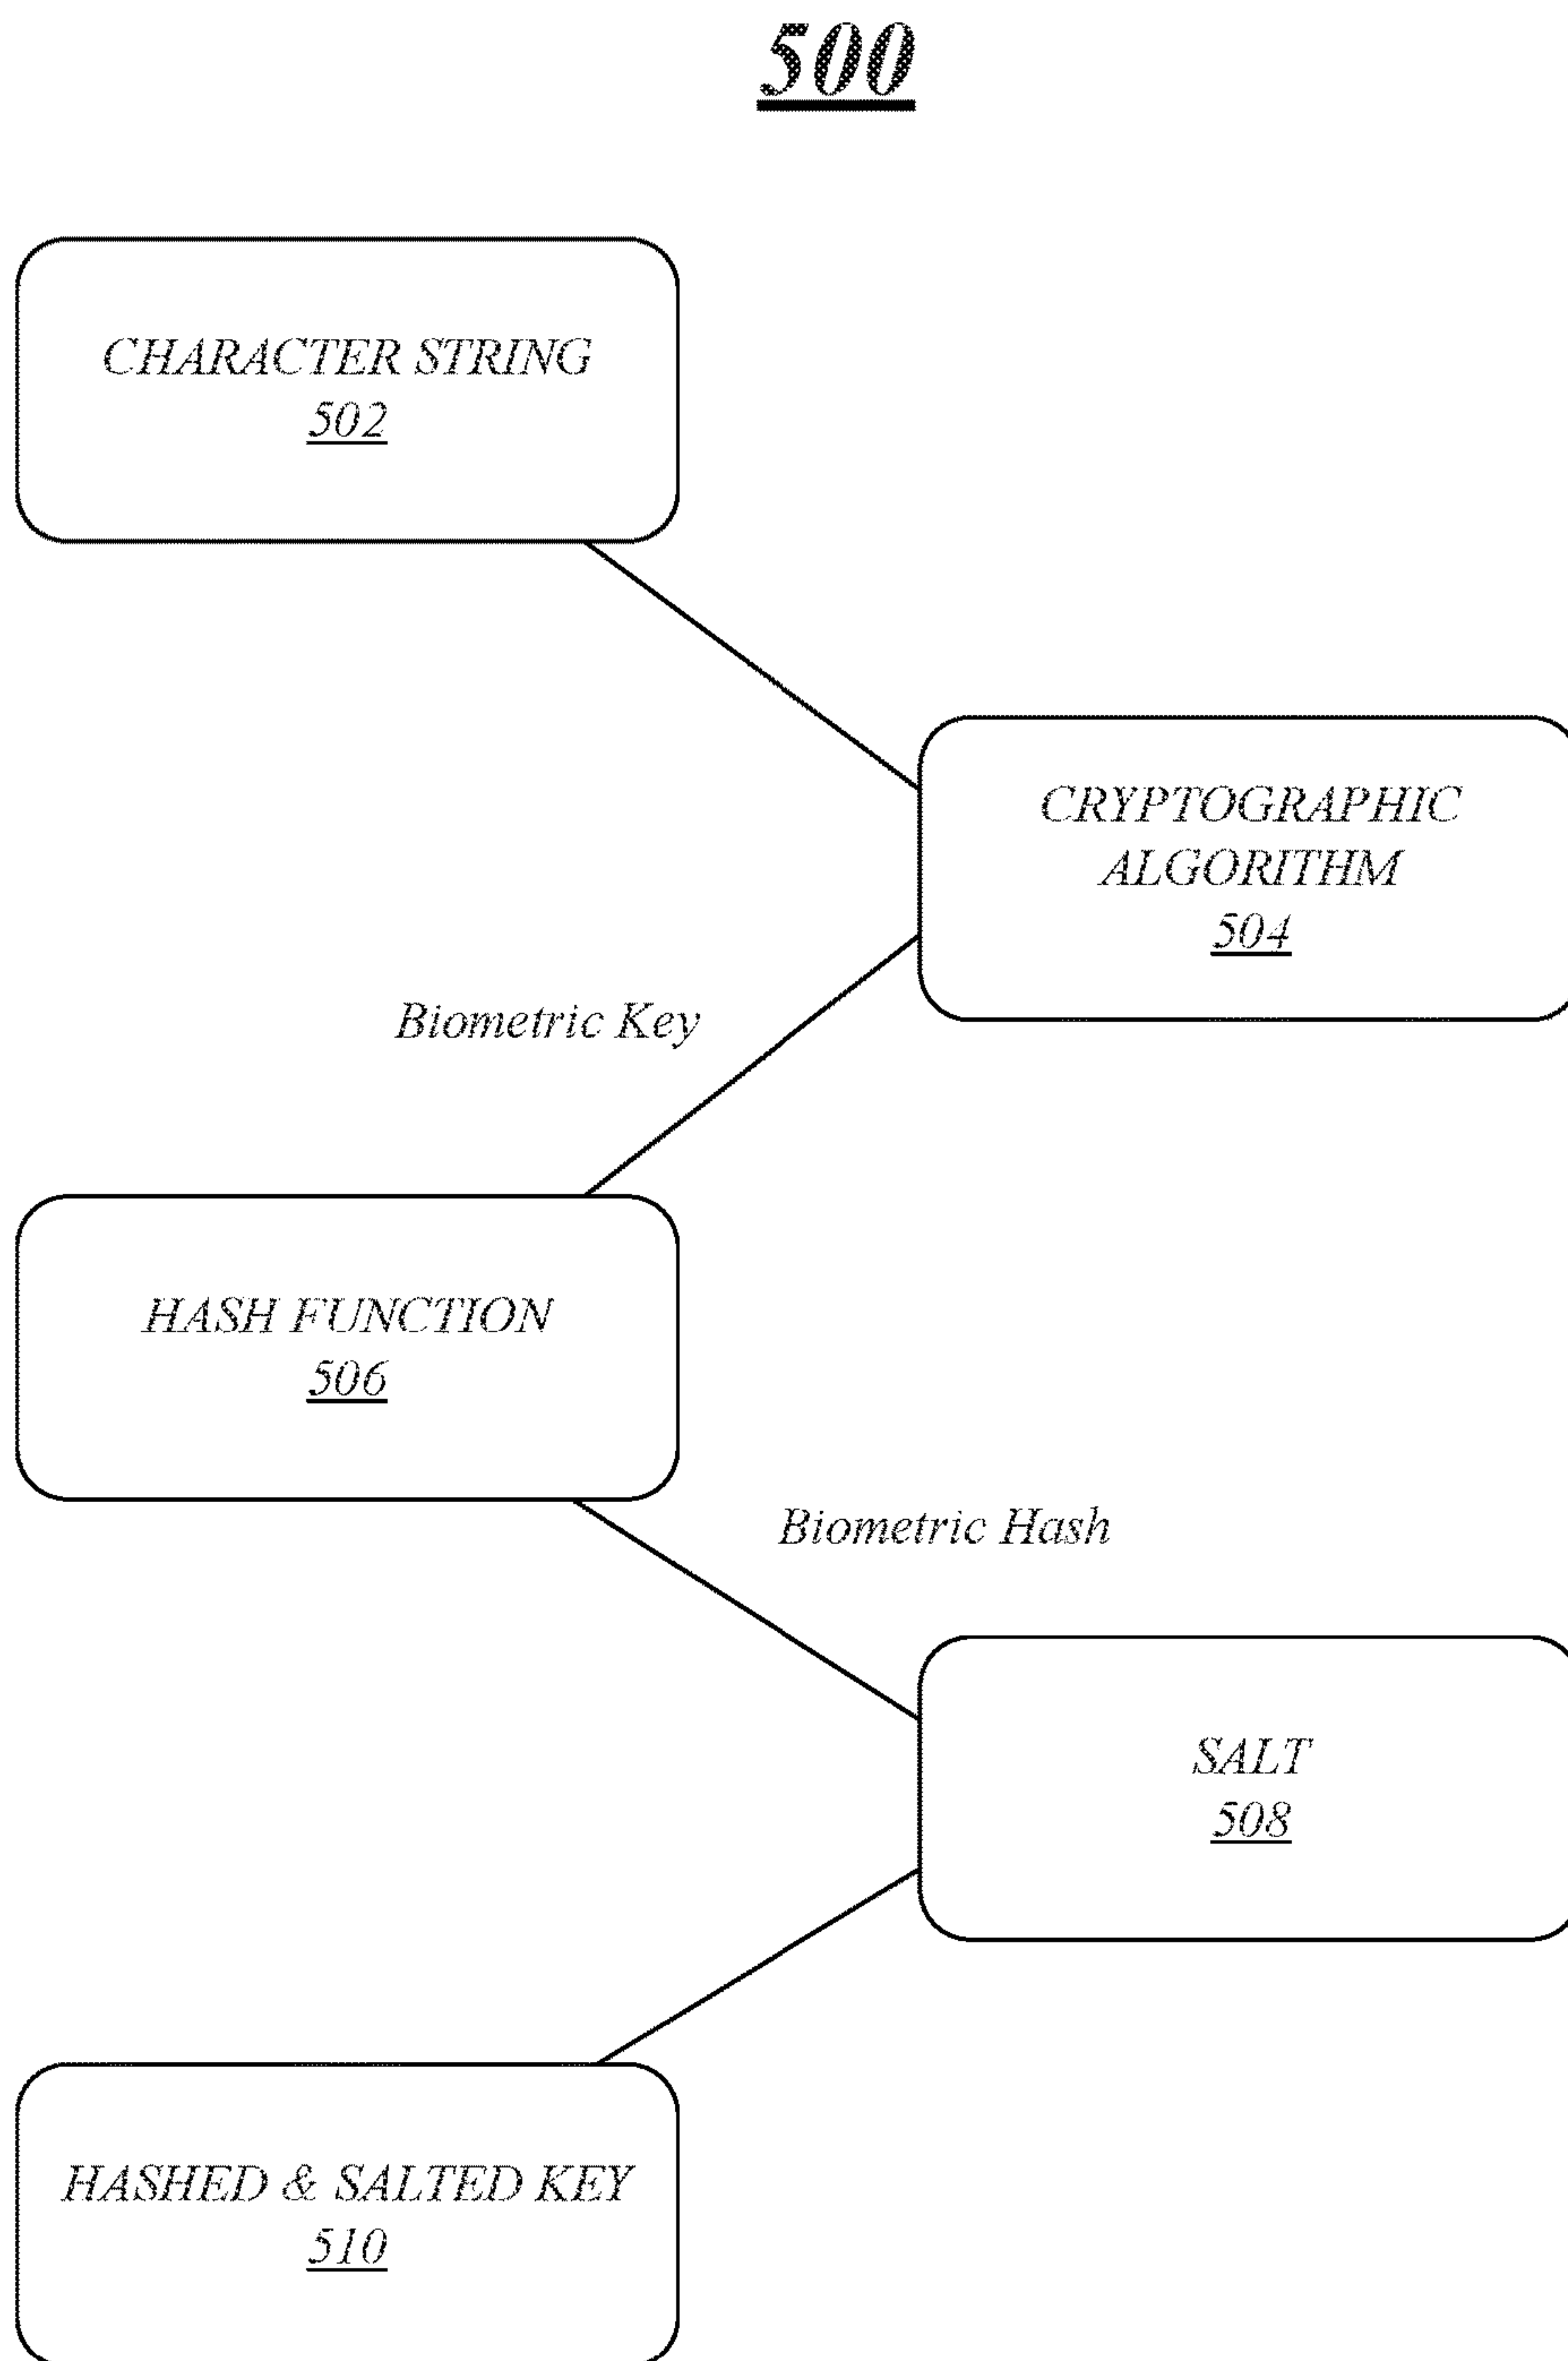 500
CHARACTER STRING
502
CRYPTOGRAPHIC
ALGORITHM
504
Biometric Key
HASH FUNCTION
506
Biometric Hash
SALT
508
HASHED & SALTED KEY
510